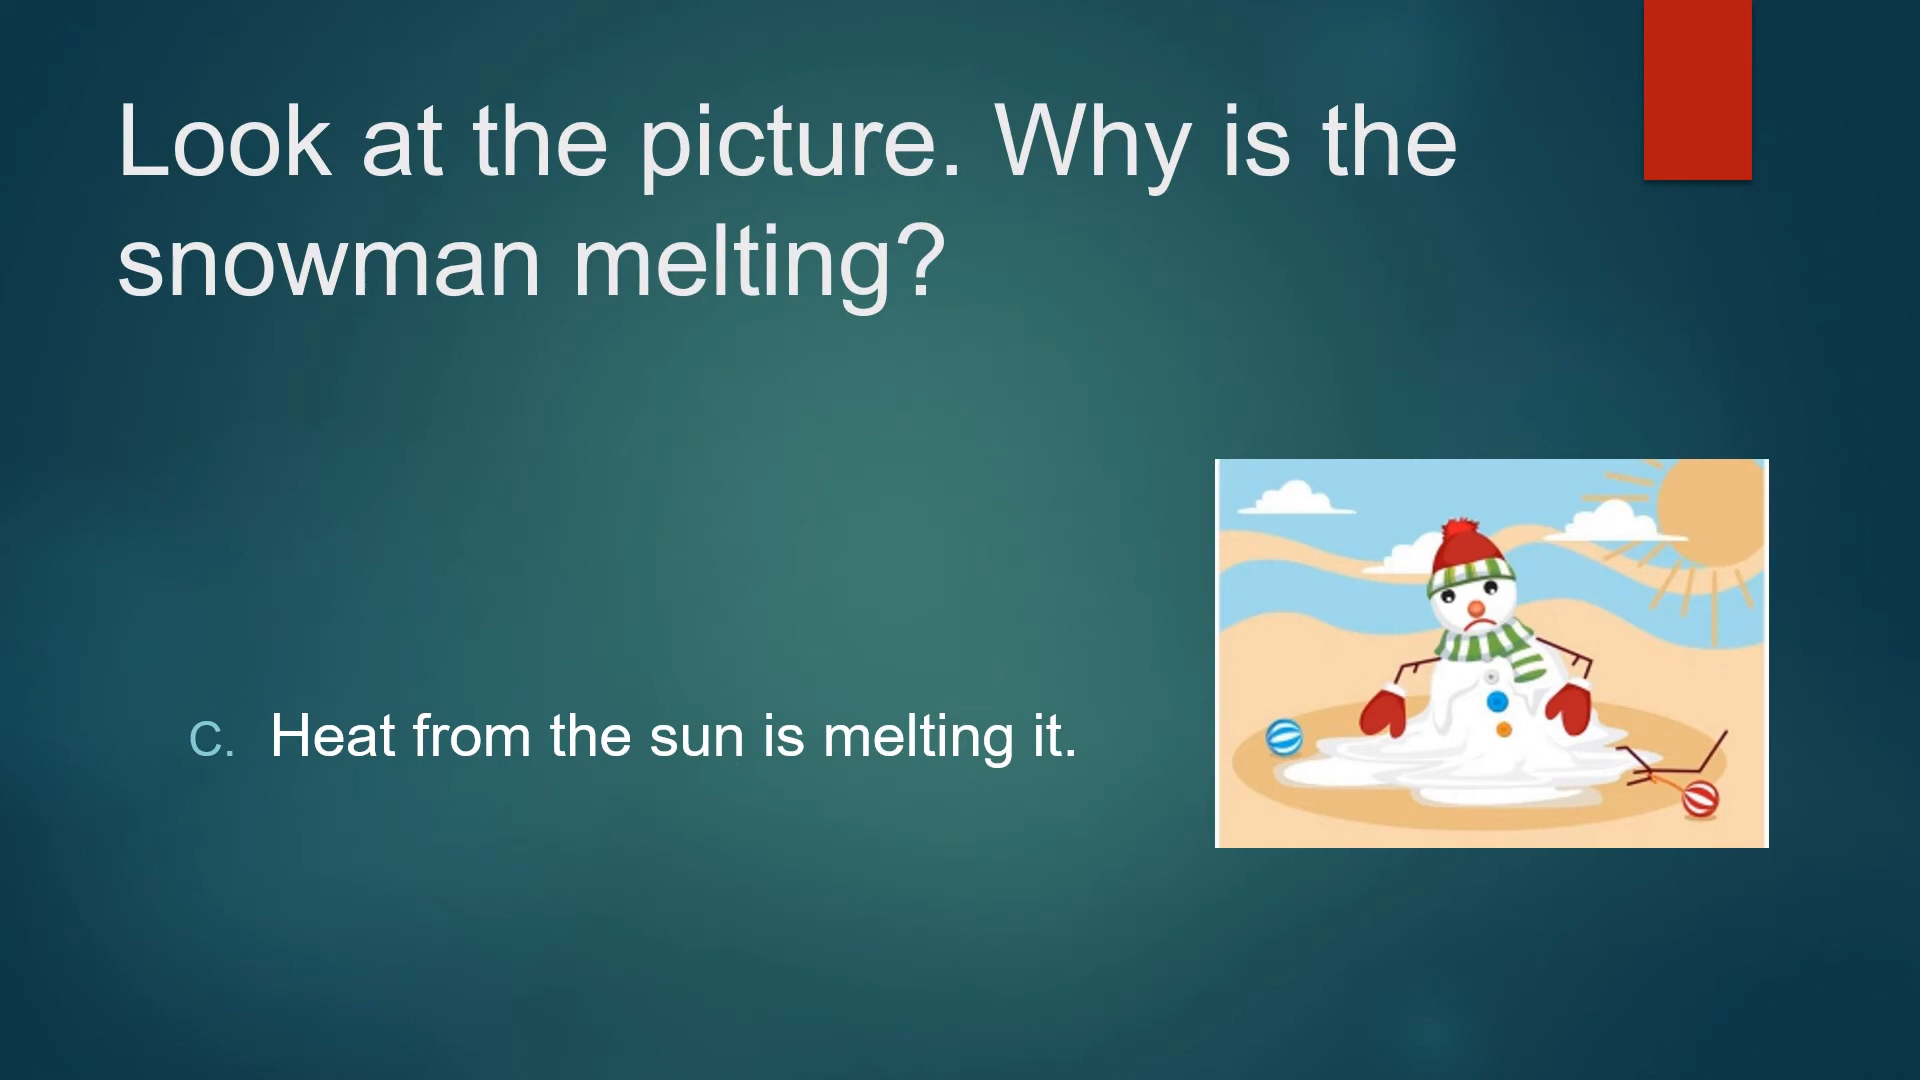 Look at the picture. Why is the
snowman melting?
C. Heat from the sun is melting it.